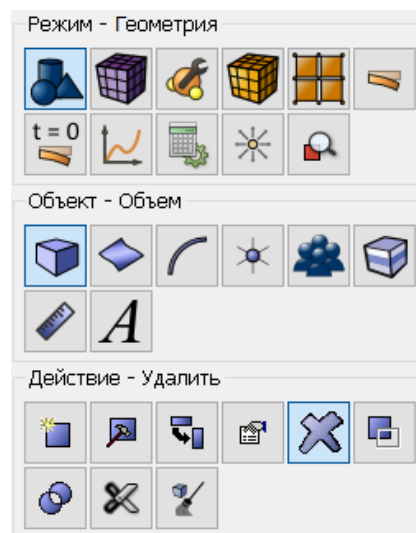 Режим - Геометрия
t = 0
Объект - Объем
A
Действие - Удалить